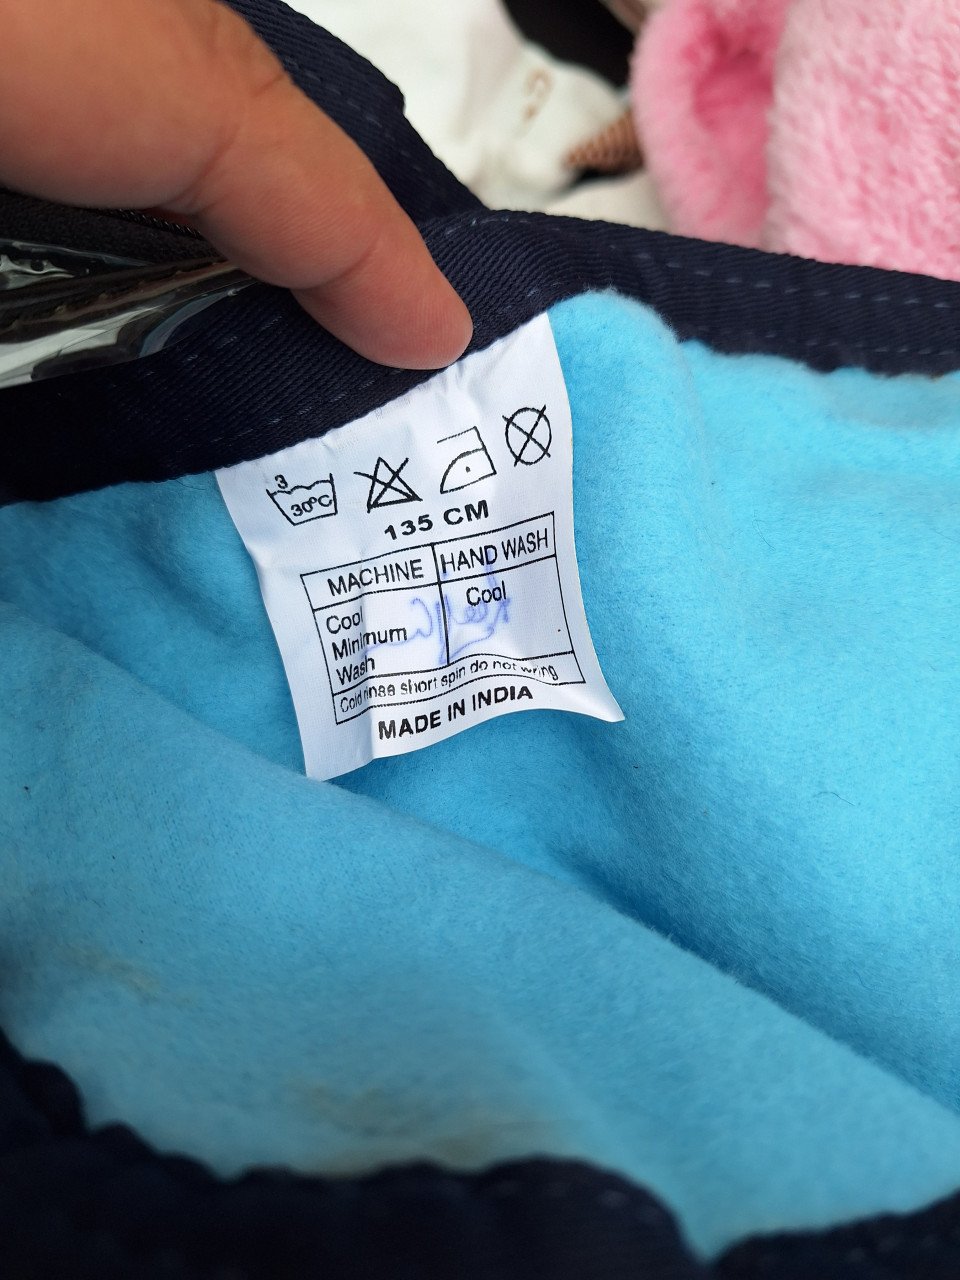 3
30°C
135 CM
MACHINE HAND WASH
Cool Cool
Minimum
Wash
Cold rinse short spin do not wring
MADE IN INDIA